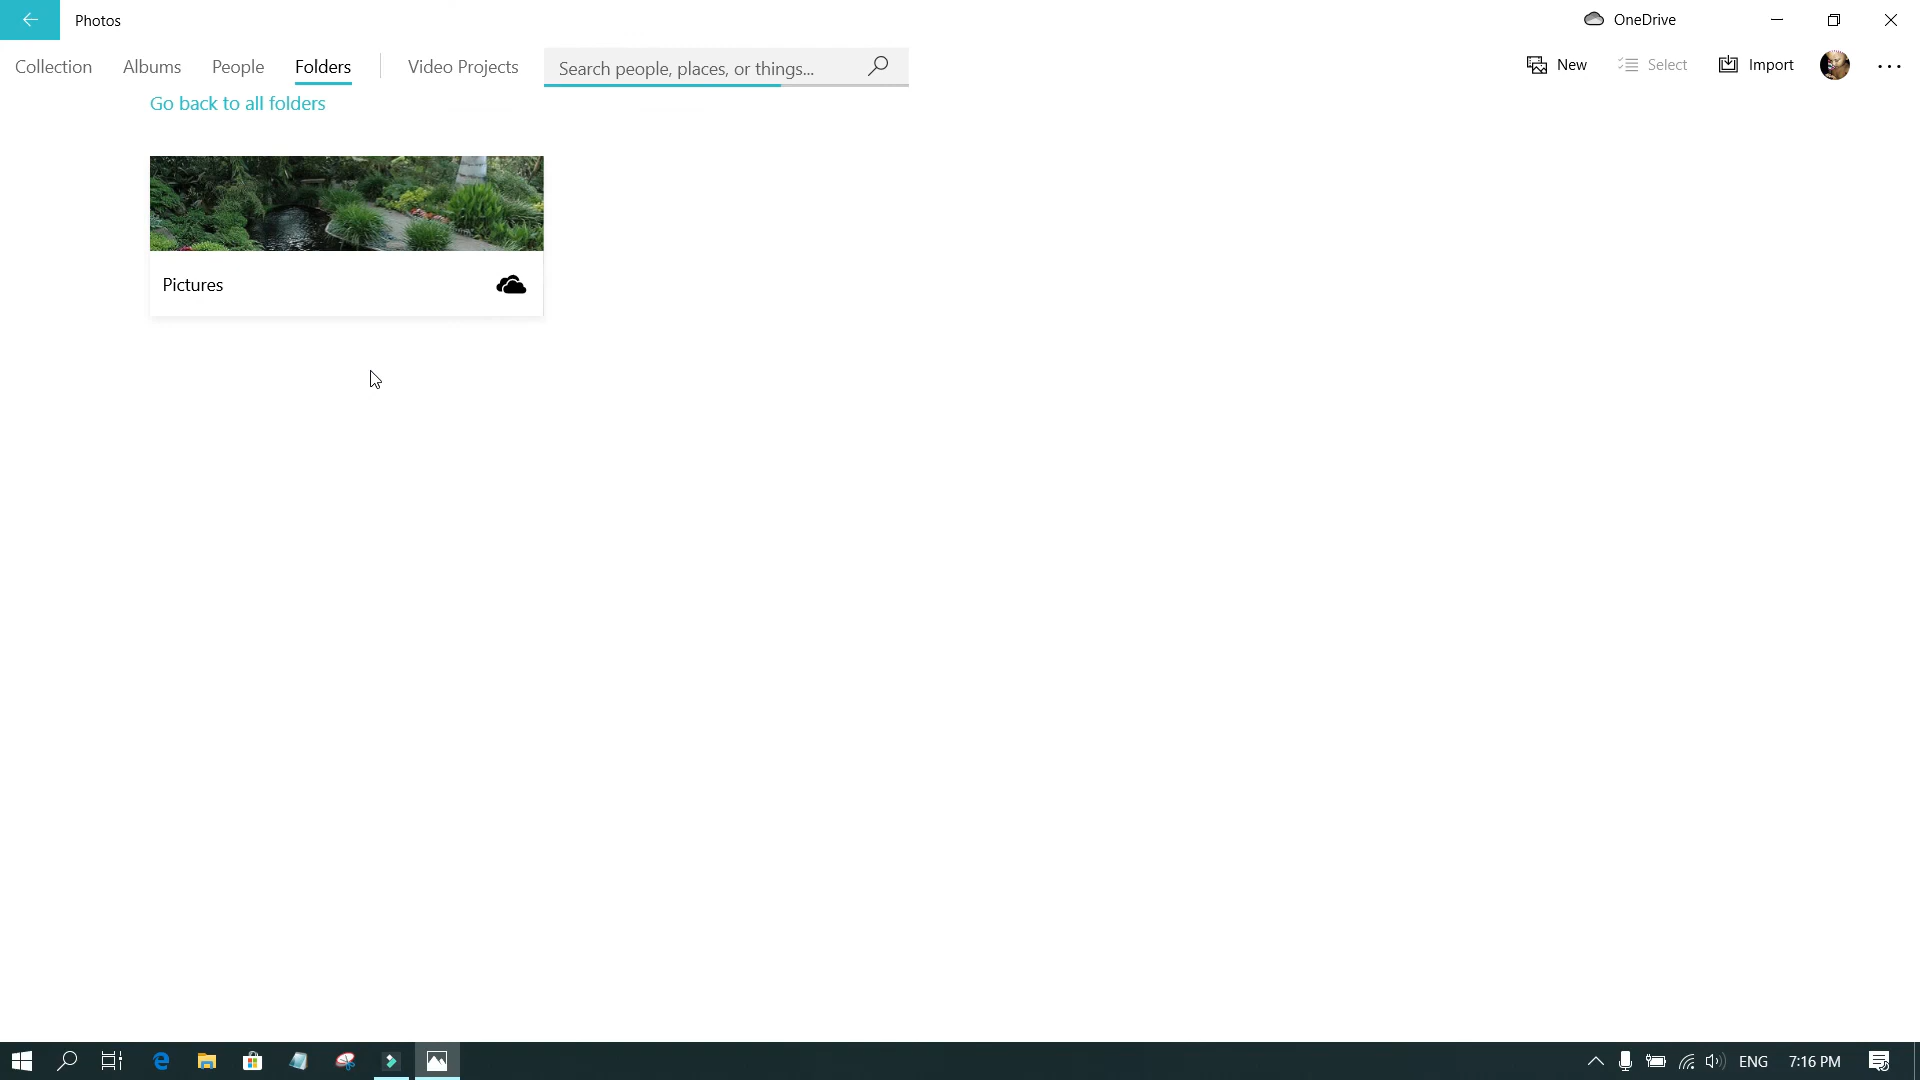 Photos
OneDrive
Collection Albums People Folders Video Projects Search people, places, or things... New Select Import
Go back to all folders
Pictures
ENG 7:16 PM